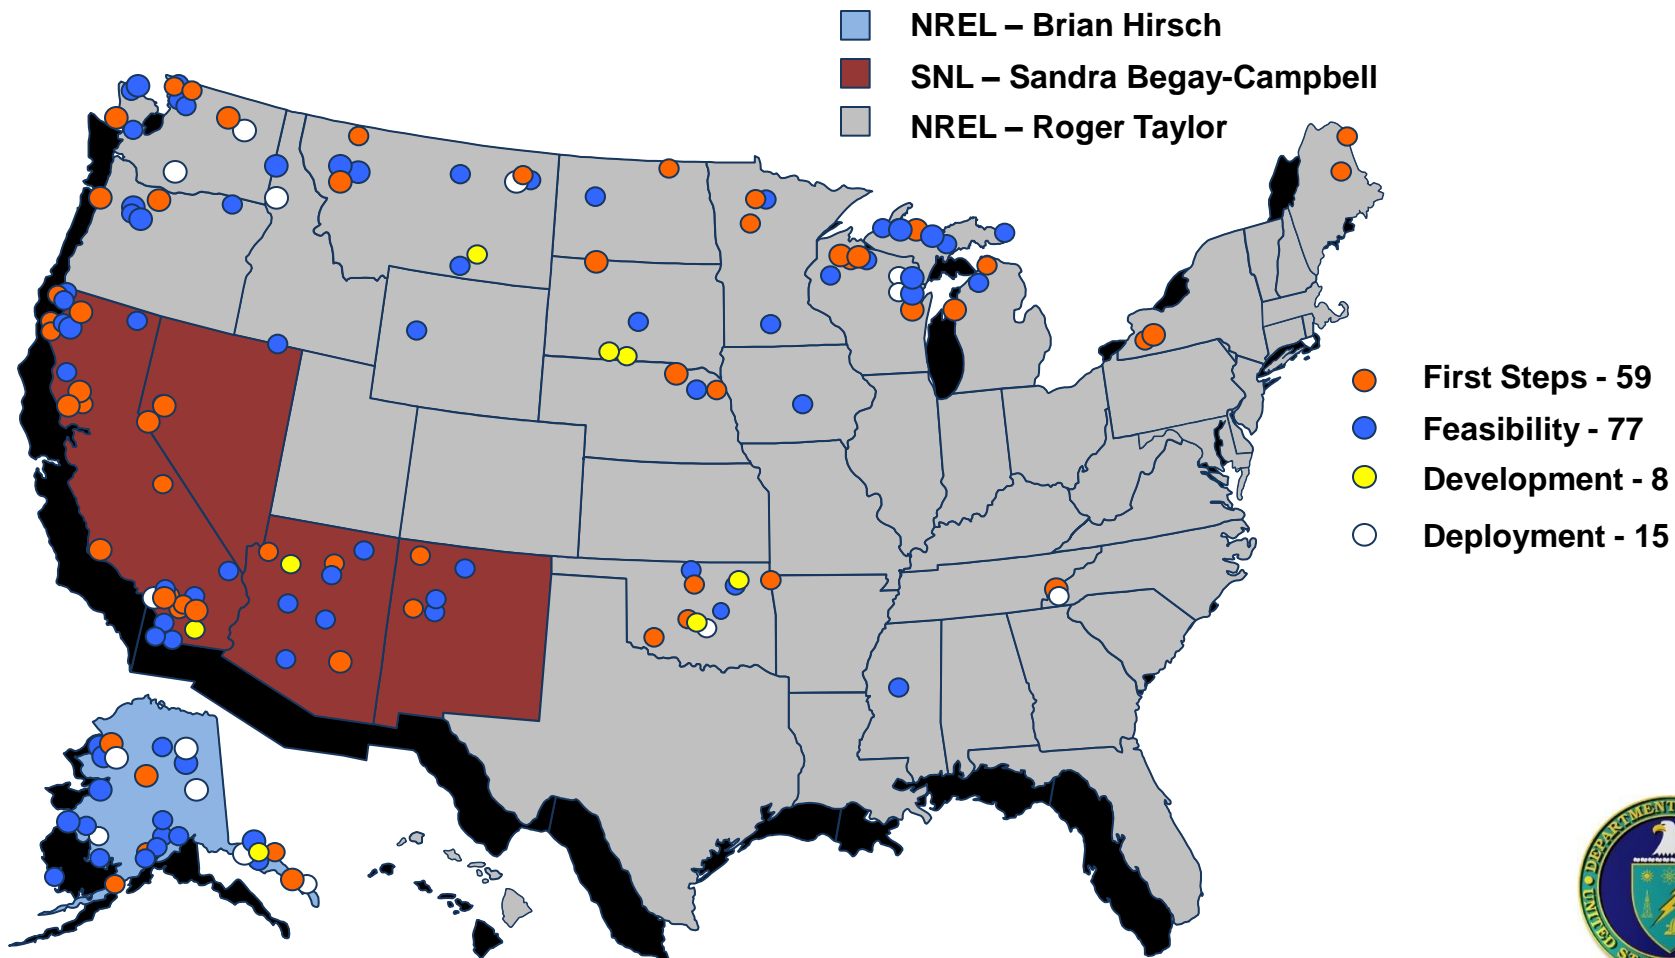 NREL – Brian Hirsch
SNL – Sandra Begay-Campbell
NREL – Roger Taylor
First Steps - 59
Feasibility - 77
Development - 8
Deployment - 15